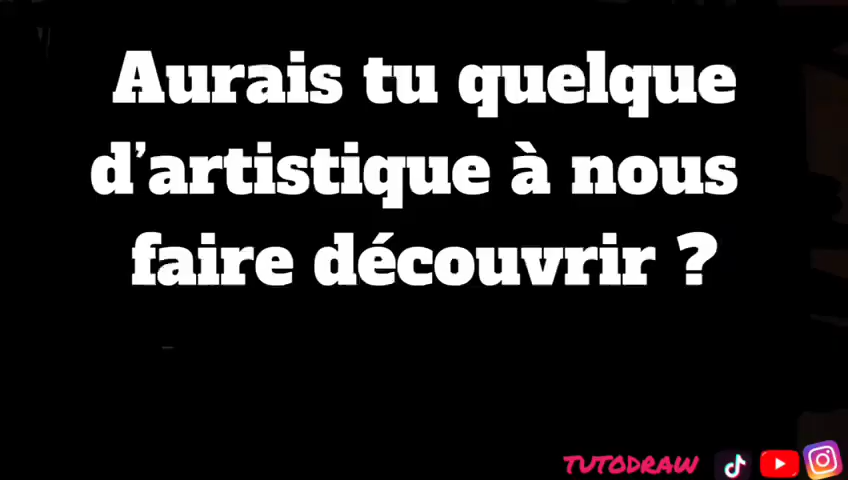 Aurais tu quelque
d’artistique à nous
faire découvrir ?
TUTODRAW